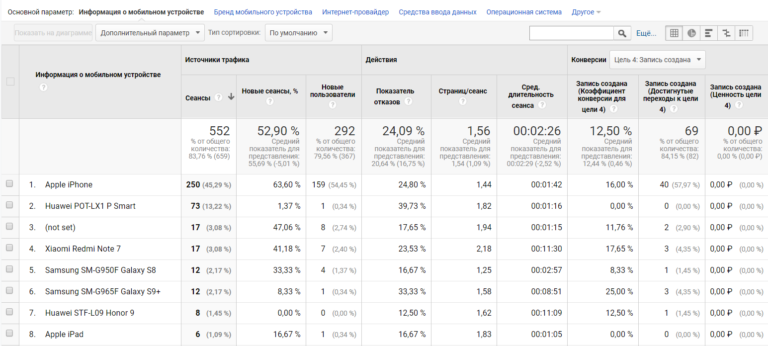 Основной параметр: Информация о мобильном устройстве Бренд мобильного устройства Интернет-провайдер Средства ввода данных Операционная система Другое
Показать на диаграмме Дополнительный параметр Тип сортировки: По умолчанию Ещё...
Информация о мобильном устройстве ? Источники трафика Действия Конверсии Цель 4: Запись создана
Сеансы ? Новые сеансы, % ? Новые пользователи ? Показатель отказов ? Страниц/сеанс ? Сред. длительность сеанса ? Запись создана (Коэффициент конверсии для цели 4) ? Запись создана (Достигнутые переходы к цели 4) ? Запись создана (Ценность цели 4) ?
552 52,90 % 292 24,09 % 1,56 00:02:26 12,50 % 69 0,00 ₽
% от общего количества: 83,76 % (659) Средний показатель для представления: 55,69 % (-5,01 %) % от общего количества: 79,56 % (367) Средний показатель для представления: 20,64 % (16,75 %) Средний показатель для представления: 1,54 (1,09 %) Средний показатель для представления: 00:02:29 (-2,52 %) Средний показатель для представления: 12,44 % (0,46 %) % от общего количества: 84,15 % (82) % от общего количества: 0,00 % (0,00 ₽)
1. Apple iPhone 250 (45,29 %) 63,60 % 159 (54,45 %) 24,80 % 1,44 00:01:42 16,00 % 40 (57,97 %) 0,00 ₽ (0,00 %)
2. Huawei POT-LX1 P Smart 73 (13,22 %) 1,37 % 1 (0,34 %) 39,73 % 1,82 00:01:16 0,00 % 0 (0,00 %) 0,00 ₽ (0,00 %)
3. (not set) 17 (3,08 %) 47,06 % 8 (2,74 %) 17,65 % 1,94 00:01:15 11,76 % 2 (2,90 %) 0,00 ₽ (0,00 %)
4. Xiaomi Redmi Note 7 17 (3,08 %) 41,18 % 7 (2,40 %) 23,53 % 2,18 00:11:30 17,65 % 3 (4,35 %) 0,00 ₽ (0,00 %)
5. Samsung SM-G950F Galaxy S8 12 (2,17 %) 33,33 % 4 (1,37 %) 16,67 % 1,25 00:02:57 8,33 % 1 (1,45 %) 0,00 ₽ (0,00 %)
6. Samsung SM-G965F Galaxy S9+ 12 (2,17 %) 8,33 % 1 (0,34 %) 33,33 % 1,58 00:08:51 25,00 % 3 (4,35 %) 0,00 ₽ (0,00 %)
7. Huawei STF-L09 Honor 9 8 (1,45 %) 0,00 % 0 (0,00 %) 12,50 % 1,62 00:11:09 12,50 % 1 (1,45 %) 0,00 ₽ (0,00 %)
8. Apple iPad 6 (1,09 %) 16,67 % 1 (0,34 %) 16,67 % 1,83 00:01:05 0,00 % 0 (0,00 %) 0,00 ₽ (0,00 %)